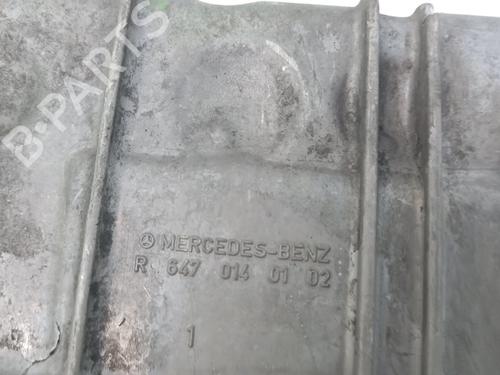 B-PARTS
MERCEDES-BENZ
R 647 014 01 02
1